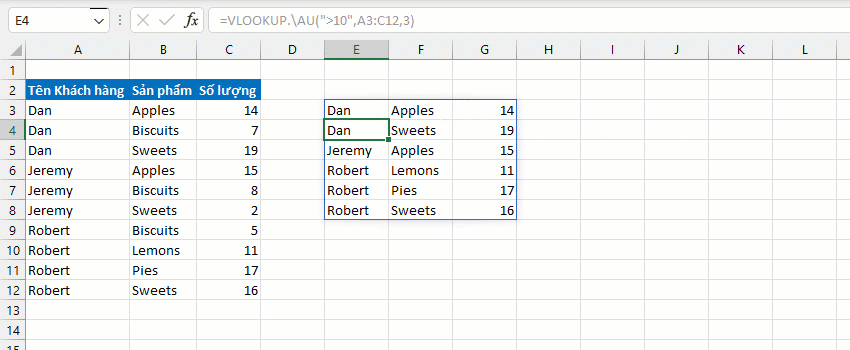 E4 fx =VLOOKUP.\AU(">10",A3:C12,3)
A B C D E F G H I J K L
1
2 Tên Khách hàng Sản phẩm Số lượng
3 Dan Apples 14 Dan Apples 14
4 Dan Biscuits 7 Dan Sweets 19
5 Dan Sweets 19 Jeremy Apples 15
6 Jeremy Apples 15 Robert Lemons 11
7 Jeremy Biscuits 8 Robert Pies 17
8 Jeremy Sweets 2 Robert Sweets 16
9 Robert Biscuits 5
10 Robert Lemons 11
11 Robert Pies 17
12 Robert Sweets 16
13
14
15